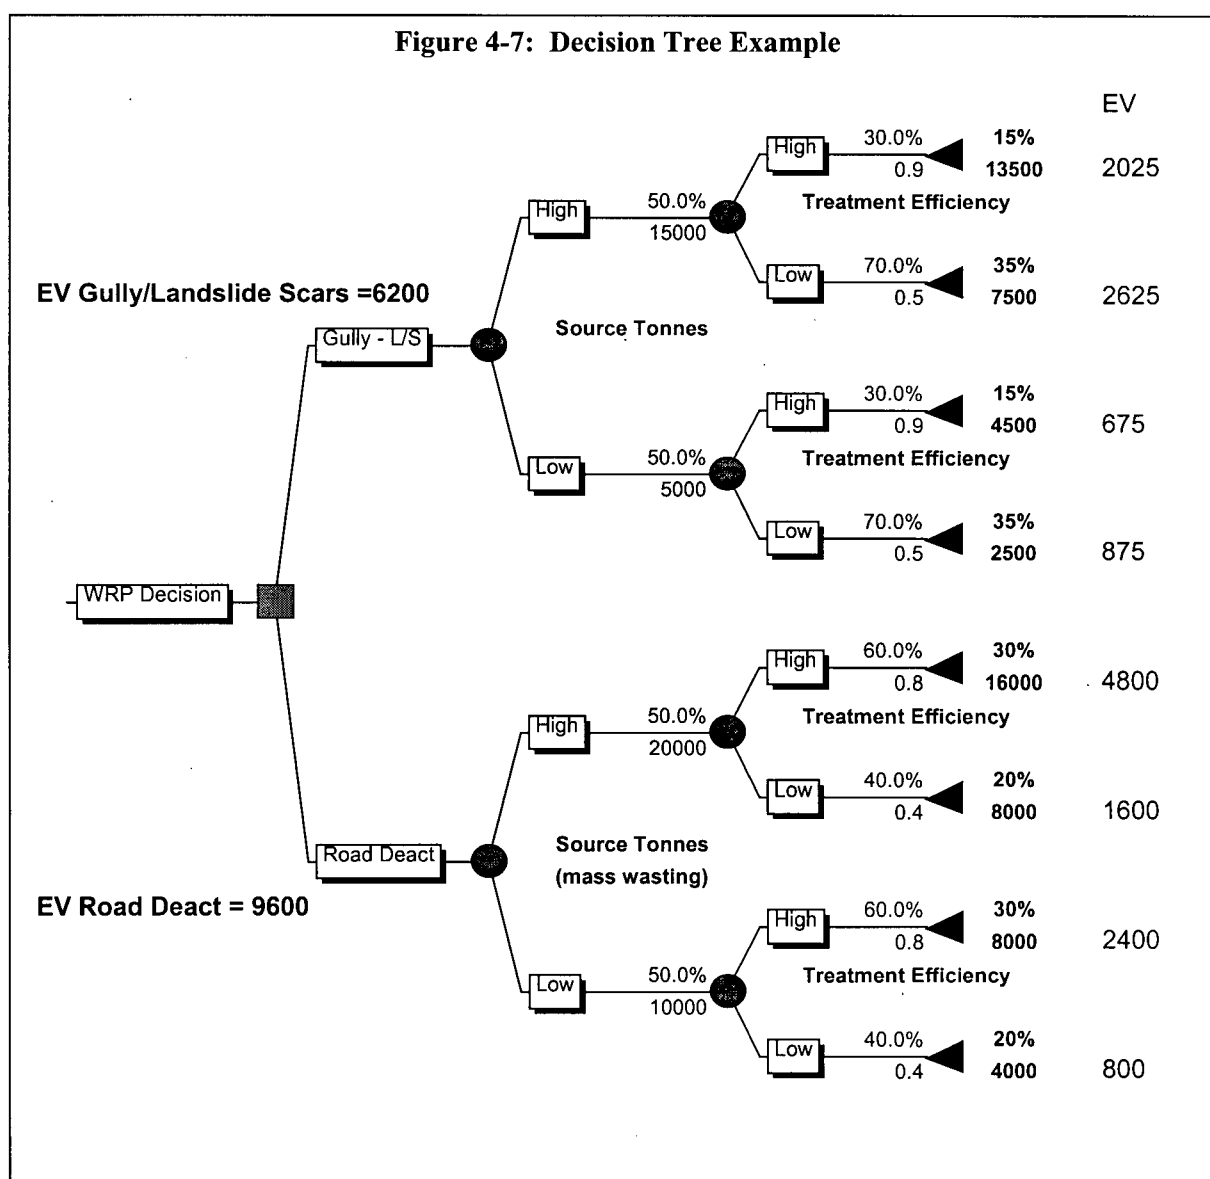 Figure 4-7: Decision Tree Example
EV
High 30.0% 15%
0.9 13500 2025
Treatment Efficiency
High 50.0%
15000
Low 70.0% 35%
0.5 7500 2625
EV Gully/Landslide Scars =6200
Source Tonnes
Gully - L/S
High 30.0% 15%
0.9 4500 675
Treatment Efficiency
Low 50.0%
5000
Low 70.0% 35%
0.5 2500 875
WRP Decision
High 60.0% 30%
0.8 16000 4800
Treatment Efficiency
High 50.0%
20000
Low 40.0% 20%
0.4 8000 1600
Source Tonnes
(mass wasting)
Road Deact
EV Road Deact = 9600
High 60.0% 30%
0.8 8000 2400
Treatment Efficiency
Low 50.0%
10000
Low 40.0% 20%
0.4 4000 800